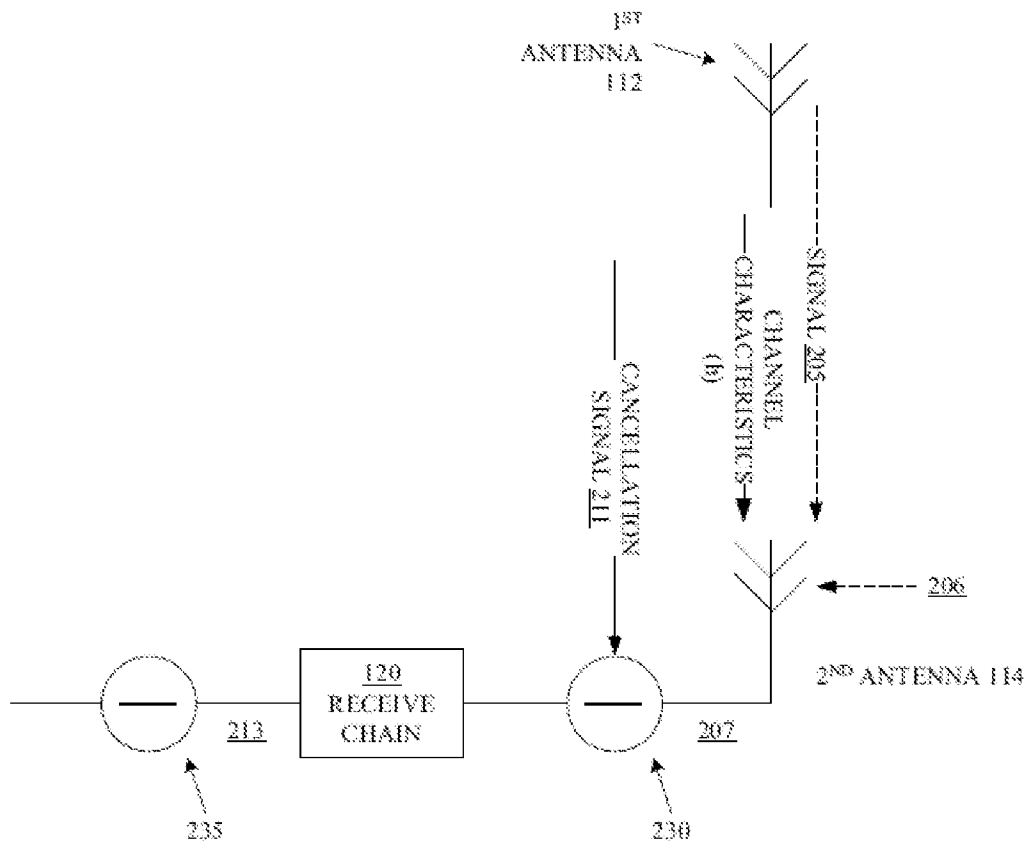 1ST
ANTENNA
112
SIGNAL 205
CHANNEL
CHARACTERISTICS
(h)
CANCELLATION
SIGNAL 211
206
2ND ANTENNA 114
120
RECEIVE
CHAIN
213
207
235
230